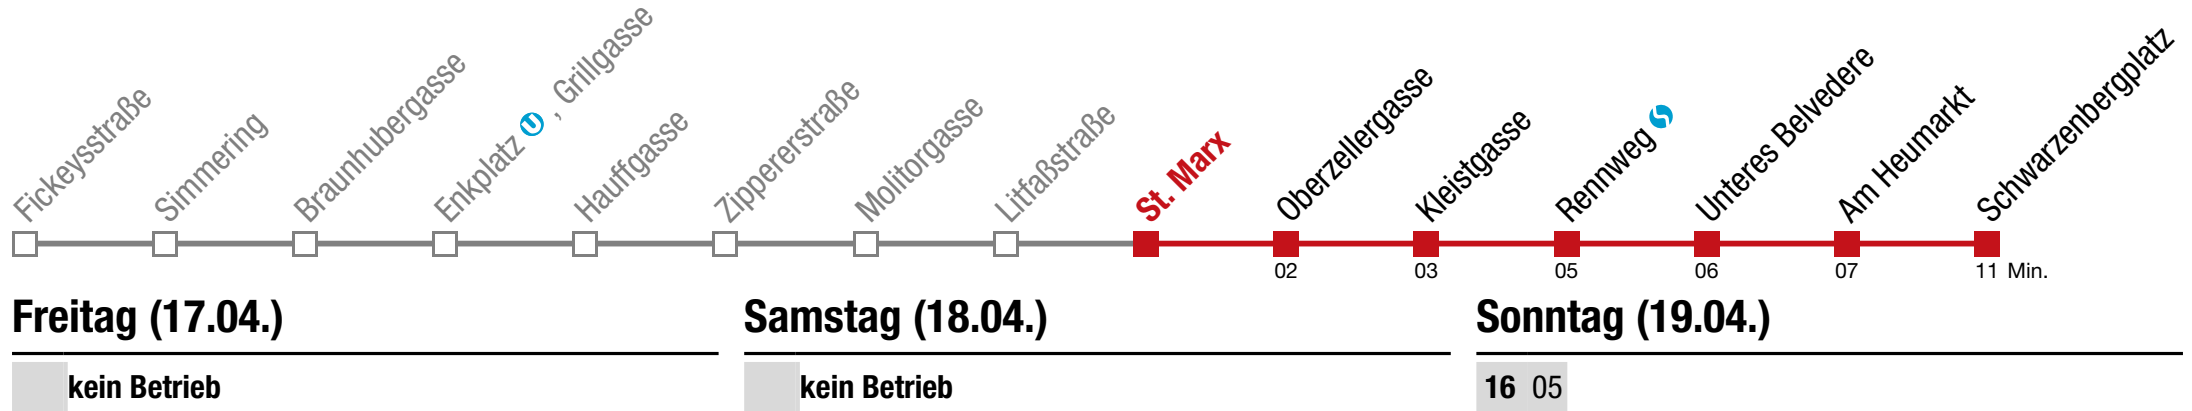 Fickeysstraße
Simmering
Braunhubergasse
Enkplatz U, Grillgasse
Hauffgasse
Zippererstraße
Molitorgasse
Litfaßstraße
St. Marx
Oberzellergasse
Kleistgasse
Rennweg
Unteres Belvedere
Am Heumarkt
Schwarzenbergplatz
02 03 05 06 07 11 Min.
Freitag (17.04.) Samstag (18.04.) Sonntag (19.04.)
kein Betrieb kein Betrieb 16 05